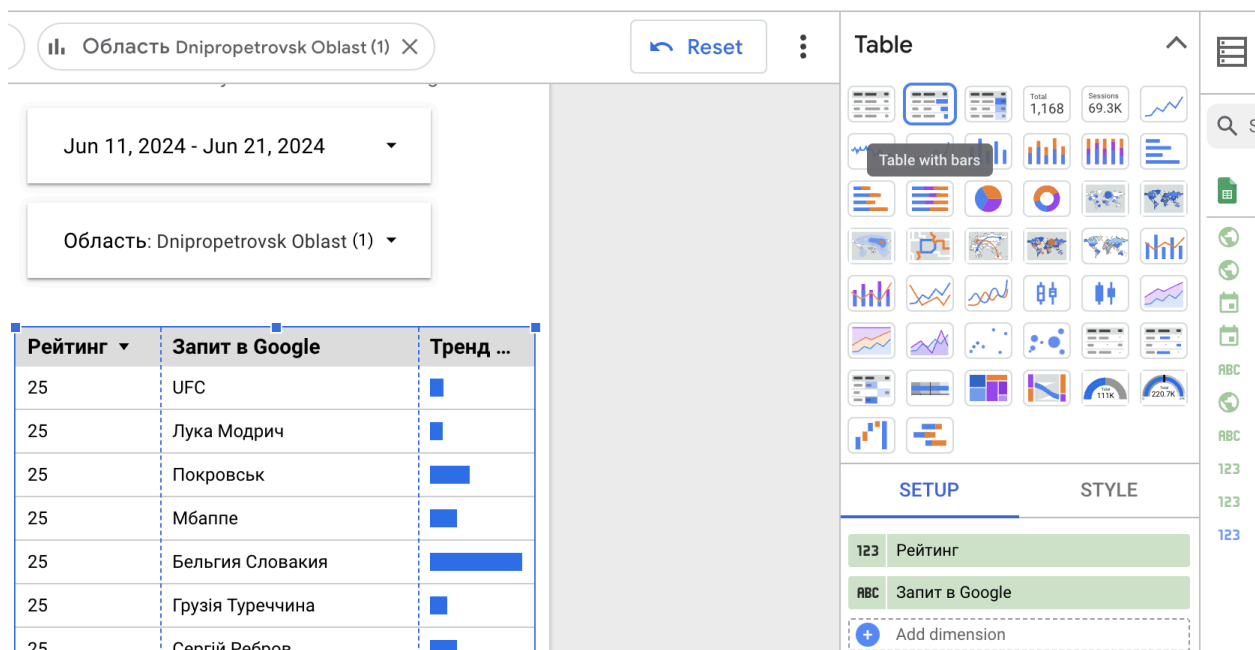 Область Dnipropetrovsk Oblast (1)
Reset
Jun 11, 2024 - Jun 21, 2024
Область: Dnipropetrovsk Oblast (1)
Рейтинг
Запит в Google
Тренд ...
25
UFC
25
Лука Модрич
25
Покровськ
25
Мбаппе
25
Бельгия Словакия
25
Грузія Туреччина
25
Сергій Ребров
Table
Total
1,168
Sessions
69.3K
Table with bars
Total
111K
Total
220.7K
SETUP
STYLE
123
Рейтинг
ABC
Запит в Google
Add dimension
ABC
ABC
123
123
123